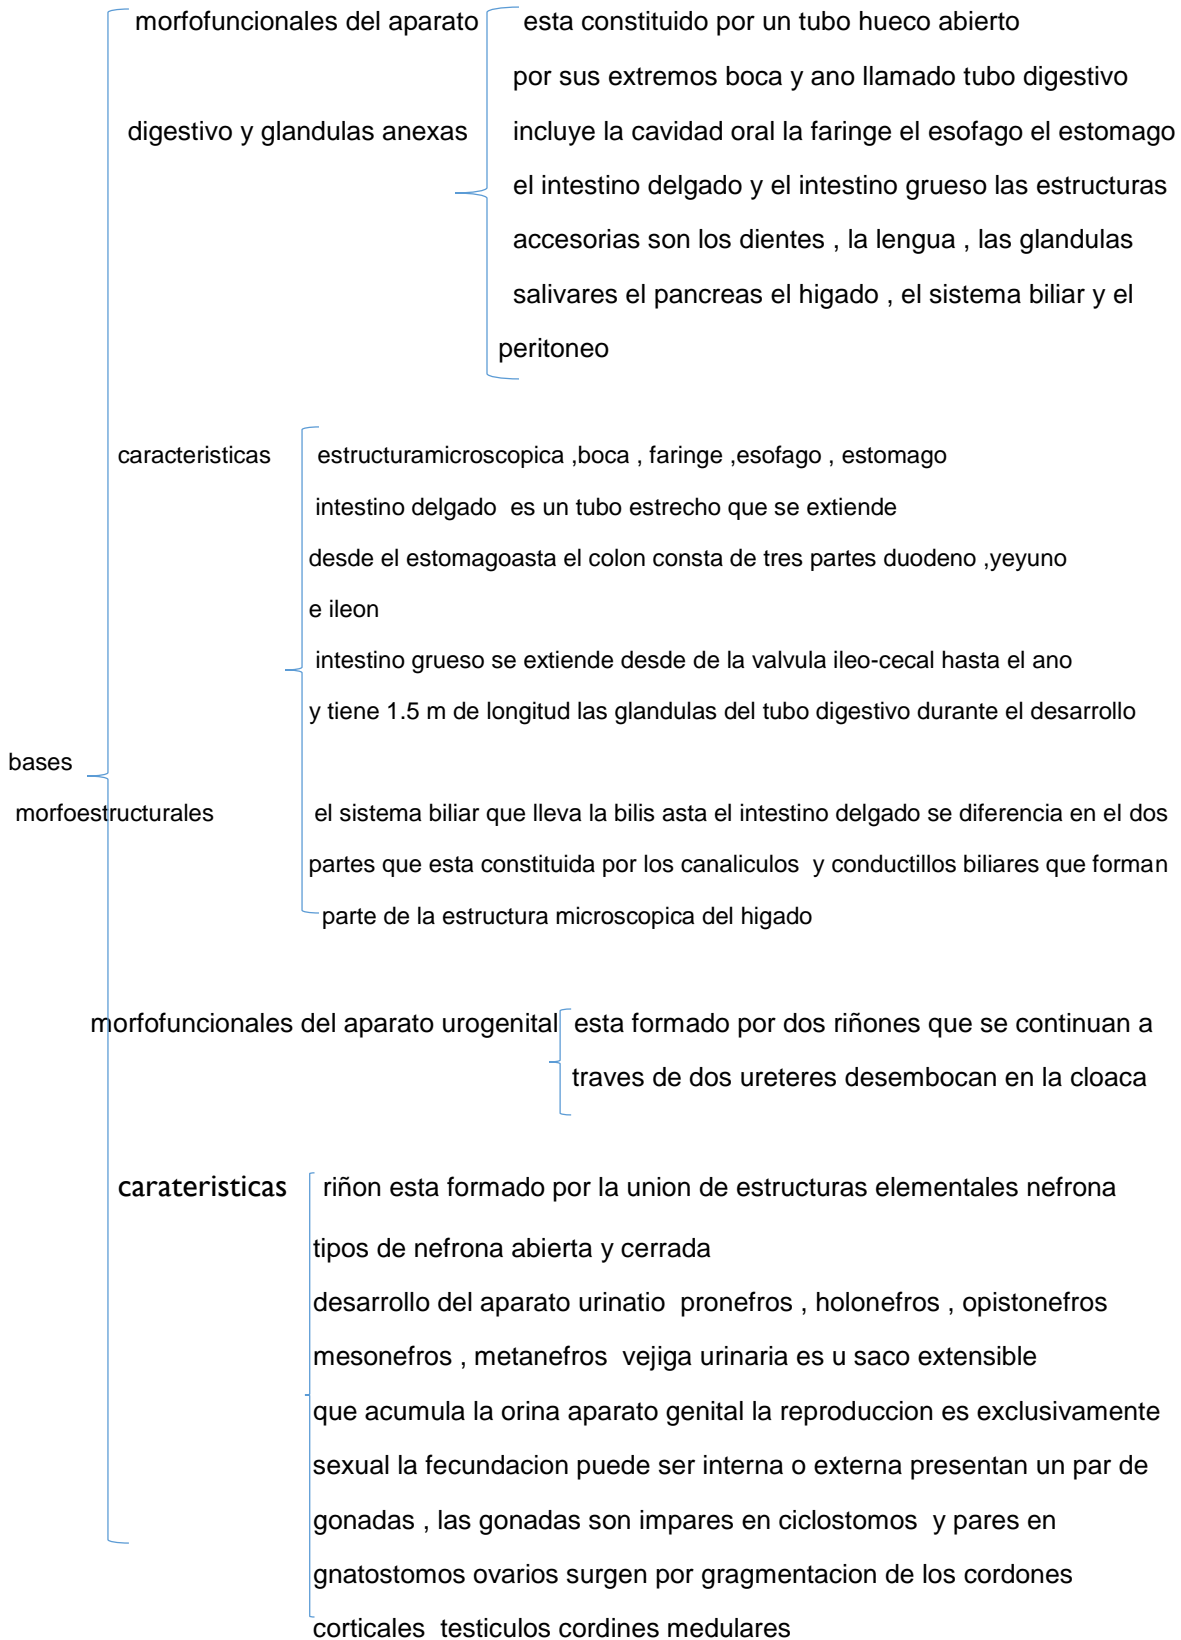 morfofuncionales del aparato
digestivo y glandulas anexas
esta constituido por un tubo hueco abierto
por sus extremos boca y ano llamado tubo digestivo
incluye la cavidad oral la faringe el esofago el estomago
el intestino delgado y el intestino grueso las estructuras
accesorias son los dientes , la lengua , las glandulas
salivares el pancreas el higado , el sistema biliar y el
peritoneo
caracteristicas
estructuramicroscopica ,boca , faringe ,esofago , estomago
intestino delgado es un tubo estrecho que se extiende
desde el estomagoasta el colon consta de tres partes duodeno ,yeyuno
e ileon
intestino grueso se extiende desde de la valvula ileo-cecal hasta el ano
y tiene 1.5 m de longitud las glandulas del tubo digestivo durante el desarrollo
bases
morfoestructurales
el sistema biliar que lleva la bilis asta el intestino delgado se diferencia en el dos
partes que esta constituida por los canaliculos y conductillos biliares que forman
parte de la estructura microscopica del higado
morfofuncionales del aparato urogenital
esta formado por dos riñones que se continuan a
traves de dos ureteres desembocan en la cloaca
carateristicas
riñon esta formado por la union de estructuras elementales nefrona
tipos de nefrona abierta y cerrada
desarrollo del aparato urinatio pronefros , holonefros , opistonefros
mesonefros , metanefros vejiga urinaria es u saco extensible
que acumula la orina aparato genital la reproduccion es exclusivamente
sexual la fecundacion puede ser interna o externa presentan un par de
gonadas , las gonadas son impares en ciclostomos y pares en
gnatostomos ovarios surgen por gragmentacion de los cordones
corticales testiculos cordines medulares